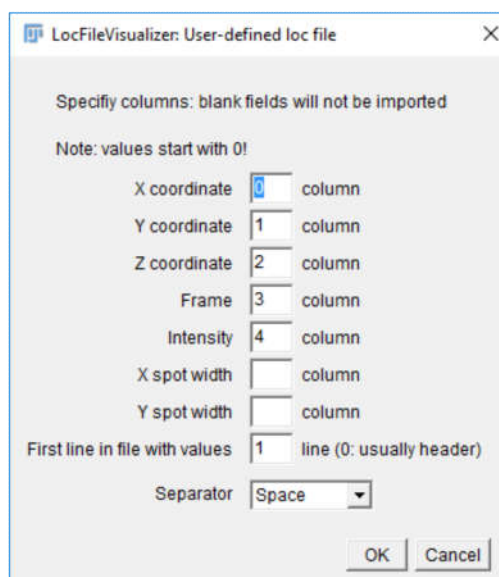 LocFileVisualizer: User-defined loc file
Specifiy columns: blank fields will not be imported
Note: values start with 0!
X coordinate 0 column
Y coordinate 1 column
Z coordinate 2 column
Frame 3 column
Intensity 4 column
X spot width column
Y spot width column
First line in file with values 1 line (0: usually header)
Separator Space
OK Cancel